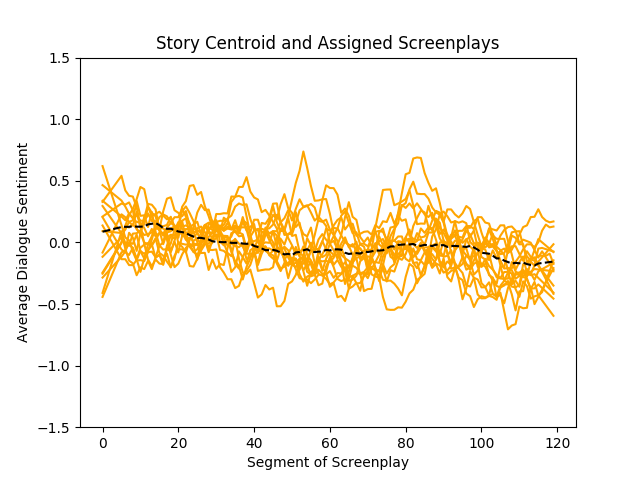 Story Centroid and Assigned Screenplays
1.5
1.0
0.5
0.0
−0.5
−1.0
−1.5
Average Dialogue Sentiment
0 20 40 60 80 100 120
Segment of Screenplay